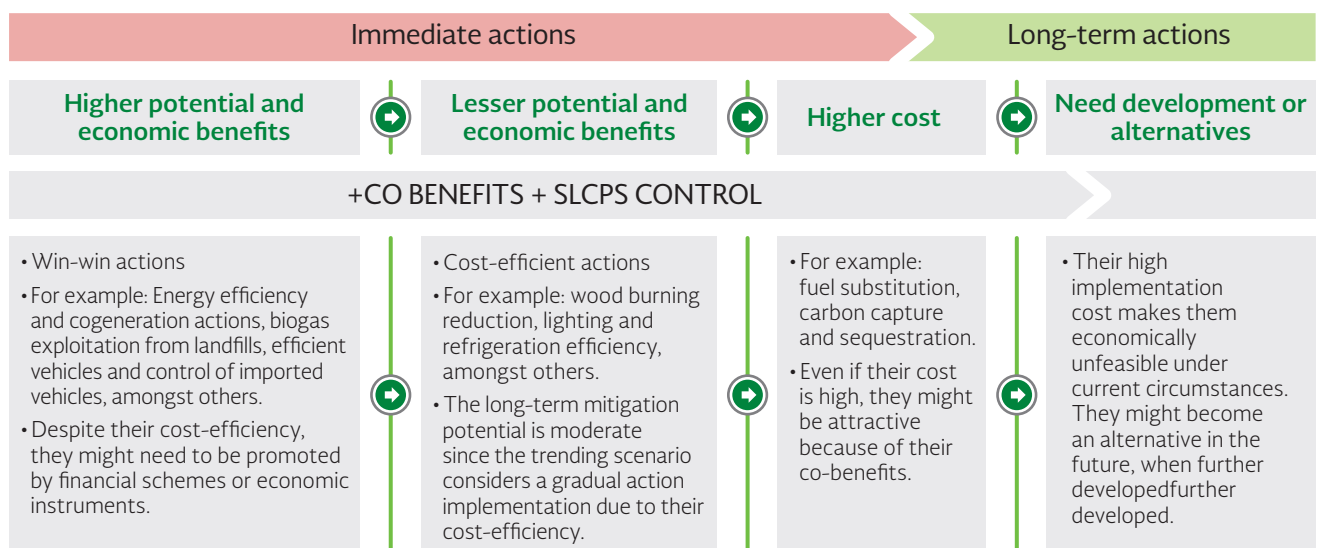 Immediate actions
Long-term actions
Higher potential and
economic benefits
Lesser potential and
economic benefits
Higher cost
Need development or
alternatives
+CO BENEFITS + SLCPS CONTROL
• Win-win actions
• For example: Energy efficiency
and cogeneration actions, biogas
exploitation from landfills, efficient
vehicles and control of imported
vehicles, amongst others.
• Despite their cost-efficiency,
they might need to be promoted
by financial schemes or economic
instruments.
• Cost-efficient actions
• For example: wood burning
reduction, lighting and
refrigeration efficiency,
amongst others.
• The long-term mitigation
potential is moderate
since the trending scenario
considers a gradual action
implementation due to their
cost-efficiency.
• For example:
fuel substitution,
carbon capture
and sequestration.
• Even if their cost
is high, they might
be attractive
because of their
co-benefits.
• Their high
implementation
cost makes them
economically
unfeasible under
current circumstances.
They might become
an alternative in the
future, when further
developedfurther
developed.